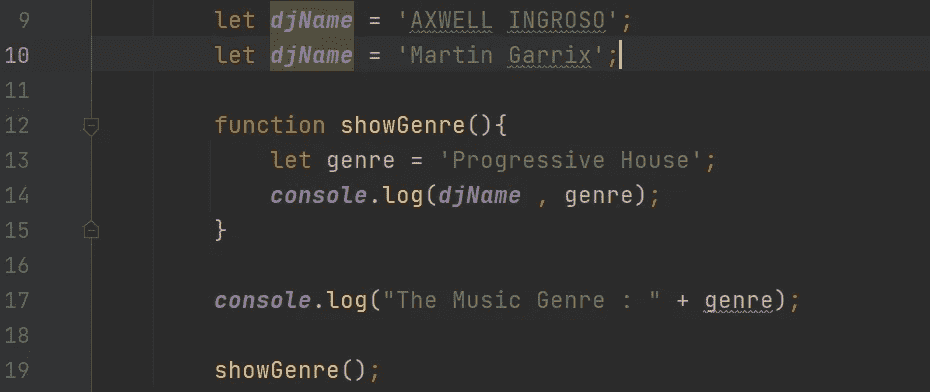 9 let djName = 'AXWELL INGROSO';
10 let djName = 'Martin Garrix';
11
12 function showGenre(){
13 let genre = 'Progressive House';
14 console.log(djName , genre);
15 }
16
17 console.log("The Music Genre : " + genre);
18
19 showGenre();